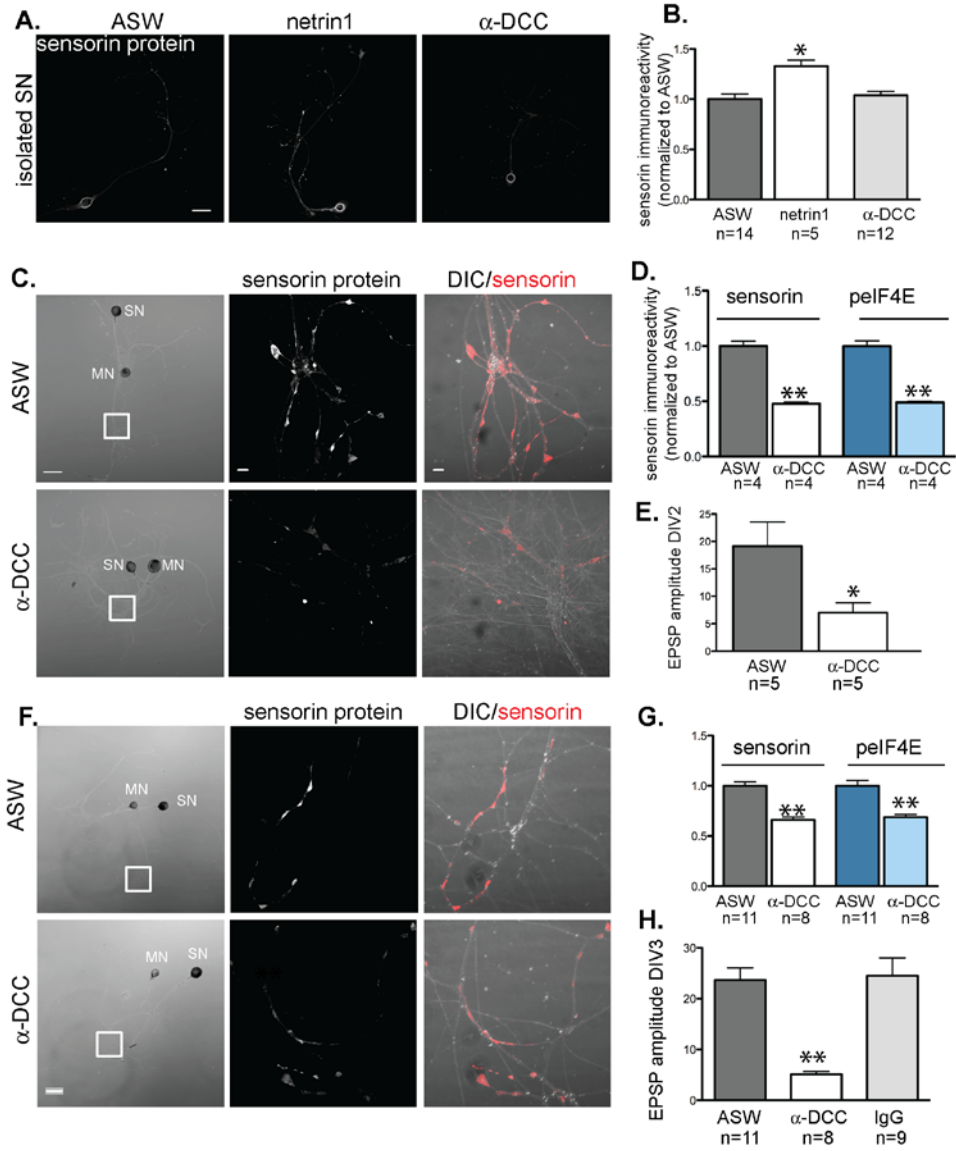 A.
ASW
netrin1
α-DCC
sensorin protein
isolated SN
B.
sensorin immunoreactivity
(normalized to ASW)
1.5
1.0
0.5
0.0
*
ASW
n=14
netrin1
n=5
α-DCC
n=12
C.
sensorin protein
DIC/sensorin
ASW
SN
MN
α-DCC
SN
MN
D.
sensorin immunoreactivity
(normalized to ASW)
1.5
1.0
0.5
0.0
sensorin
peIF4E
**
**
ASW
n=4
α-DCC
n=4
ASW
n=4
α-DCC
n=4
E.
EPSP amplitude DIV2
25
20
15
10
5
0
*
ASW
n=5
α-DCC
n=5
F.
sensorin protein
DIC/sensorin
ASW
MN
SN
α-DCC
MN
SN
G.
1.5
1.0
0.5
0.0
sensorin
peIF4E
**
**
ASW
n=11
α-DCC
n=8
ASW
n=11
α-DCC
n=8
H.
EPSP amplitude DIV3
30
20
10
0
**
ASW
n=11
α-DCC
n=8
IgG
n=9